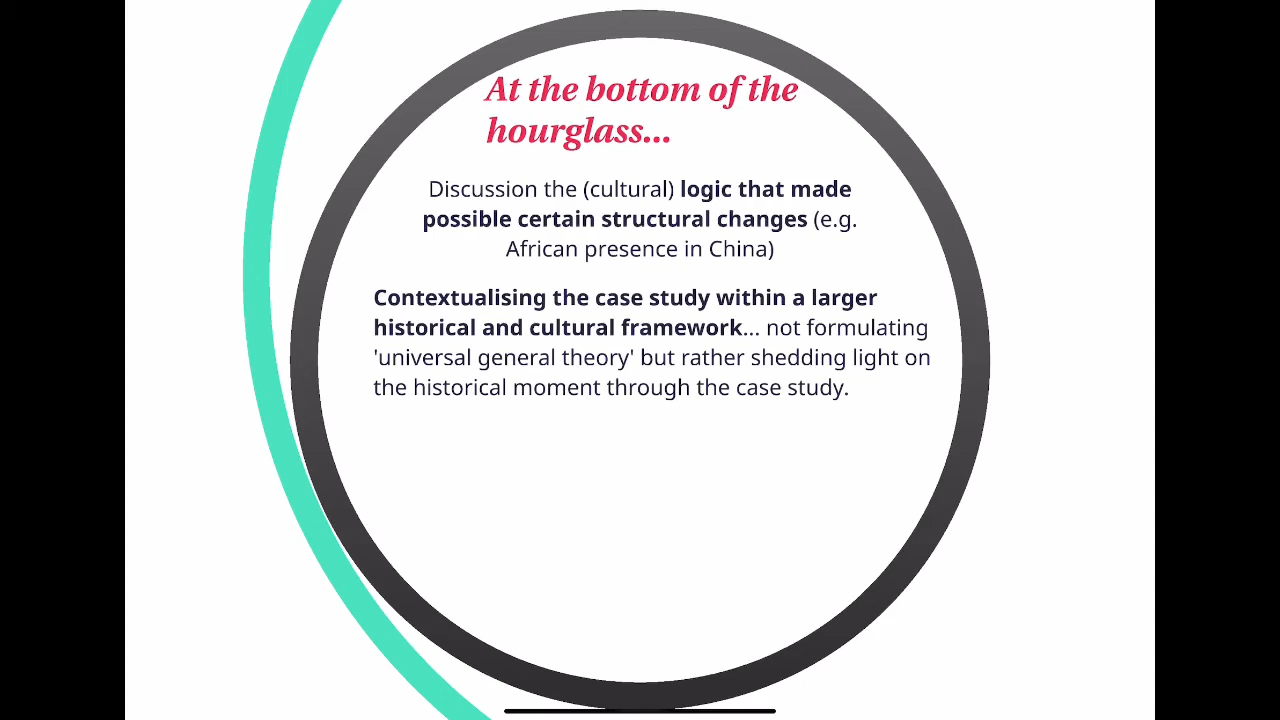 At the bottom of the
hourglass...
Discussion the (cultural) logic that made
possible certain structural changes (e.g.
African presence in China)
Contextualising the case study within a larger
historical and cultural framework... not formulating
'universal general theory' but rather shedding light on
the historical moment through the case study.